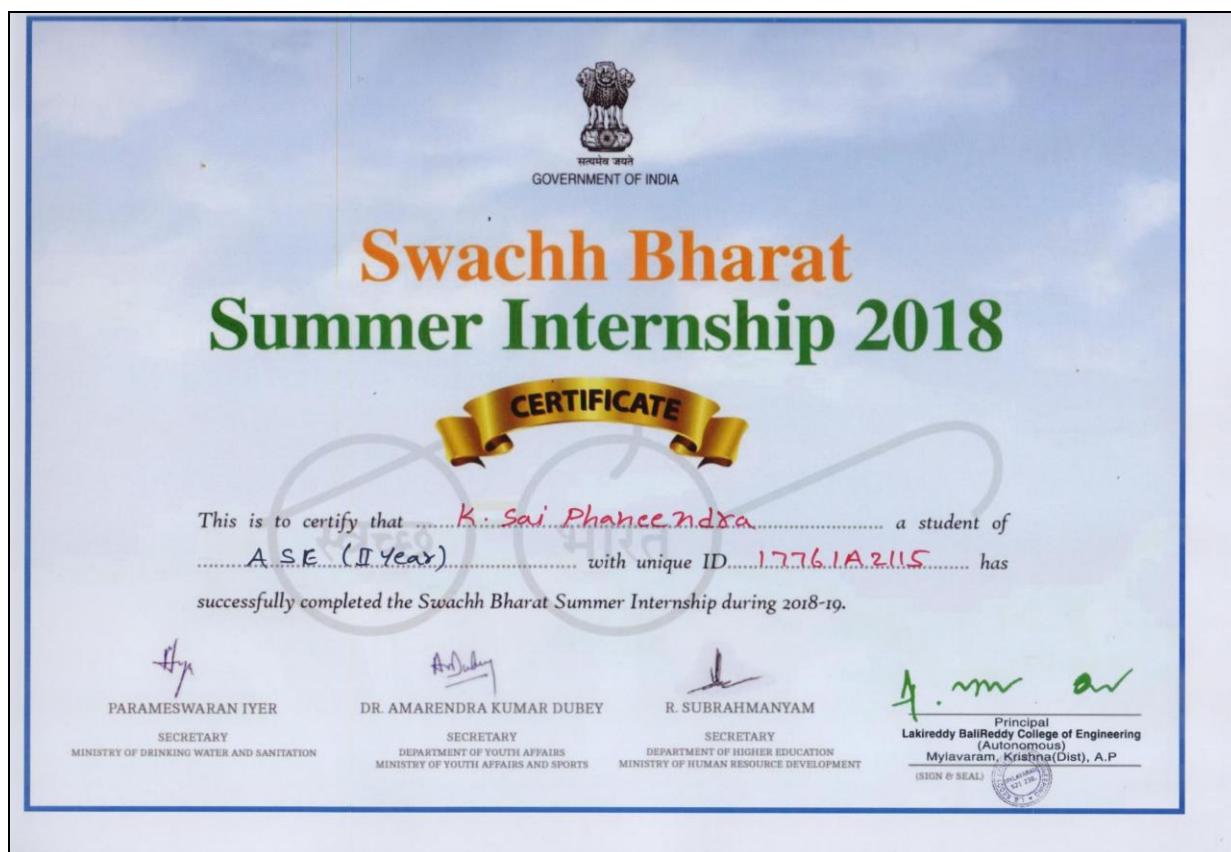 सत्यमेव जयते
GOVERNMENT OF INDIA
Swachh Bharat
Summer Internship 2018
CERTIFICATE
स्वच्छ भारत
This is to certify that K. Sai Phaneendra a student of
A S E (II Year) with unique ID 17761A2115 has
successfully completed the Swachh Bharat Summer Internship during 2018-19.
PARAMESWARAN IYER
SECRETARY
MINISTRY OF DRINKING WATER AND SANITATION
DR. AMARENDRA KUMAR DUBEY
SECRETARY
DEPARTMENT OF YOUTH AFFAIRS
MINISTRY OF YOUTH AFFAIRS AND SPORTS
R. SUBRAHMANYAM
SECRETARY
DEPARTMENT OF HIGHER EDUCATION
MINISTRY OF HUMAN RESOURCE DEVELOPMENT
Principal
Lakireddy BaliReddy College of Engineering
(Autonomous)
Mylavaram, Krishna(Dist), A.P
(SIGN & SEAL)